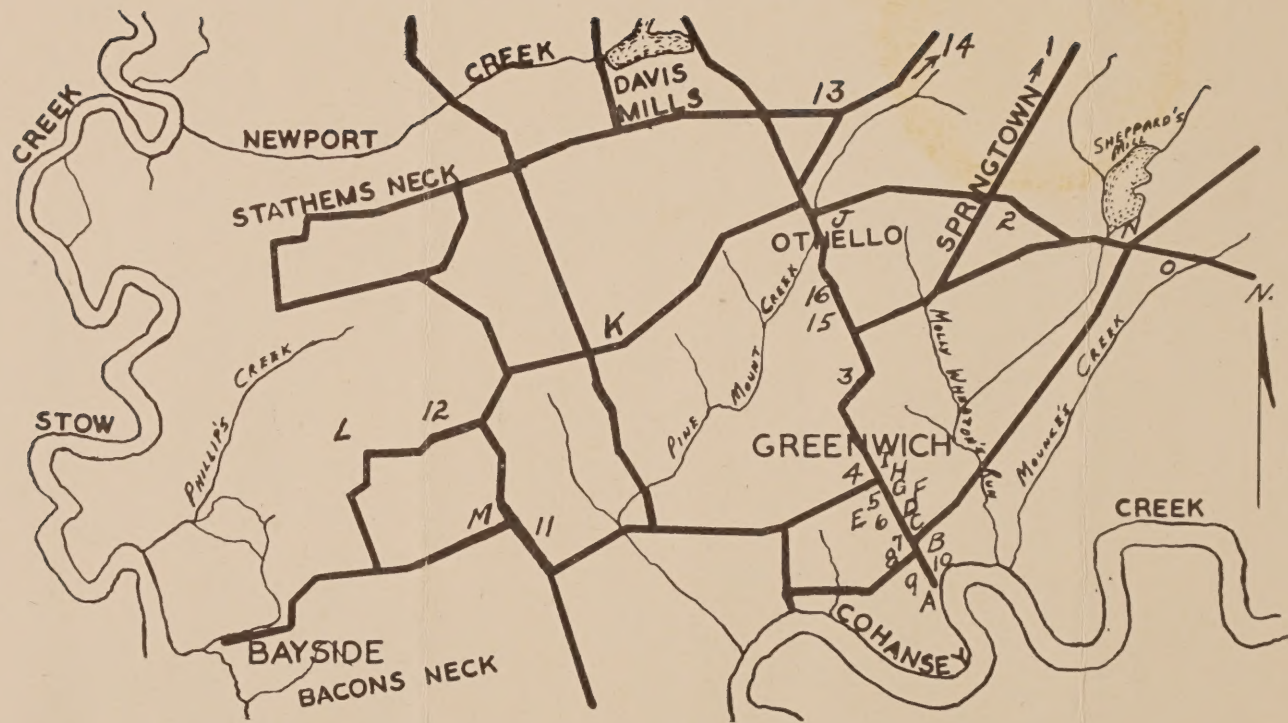 14
1
CREEK
DAVIS
MILLS
13
CREEK
NEWPORT
SHEPPARD'S
MILL
SPRINGTOWN
STATHEMS NECK
J
OTHELLO
2
N
O
N.
CREEK
16
15
MOLLY WHEATON'S RUN
K
PINE MOUNT CREEK
3
MOUNCE'S CREEK
PHILLIP'S CREEK
STOW
L
12
GREENWICH
4
I
H
G
F
5
D
E
6
C
M
11
7
B
8
10
9
A
CREEK
COHANSEY
BAYSIDE
BACONS NECK